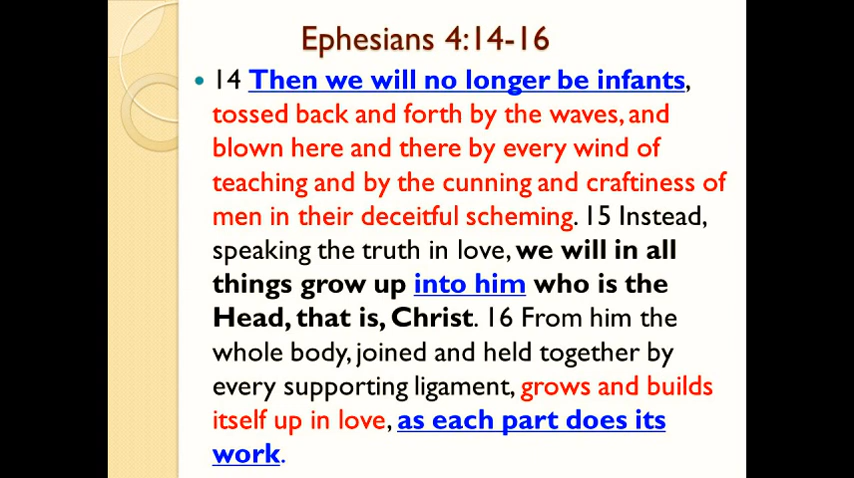 Ephesians 4:14-16
• 14 Then we will no longer be infants,
tossed back and forth by the waves, and
blown here and there by every wind of
teaching and by the cunning and craftiness of
men in their deceitful scheming. 15 Instead,
speaking the truth in love, we will in all
things grow up into him who is the
Head, that is, Christ. 16 From him the
whole body, joined and held together by
every supporting ligament, grows and builds
itself up in love, as each part does its
work.